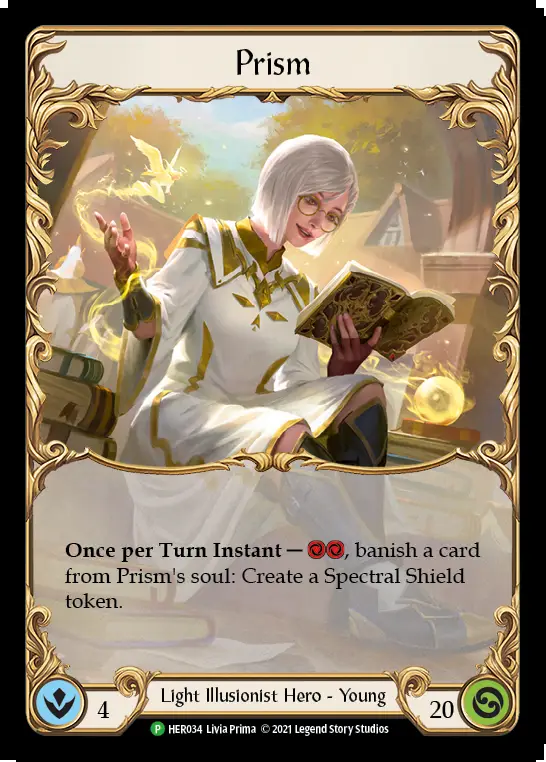 Prism
Once per Turn Instant — , banish a card
from Prism's soul: Create a Spectral Shield
token.
4
Light Illusionist Hero - Young
20
P HER034 Livia Prima © 2021 Legend Story Studios